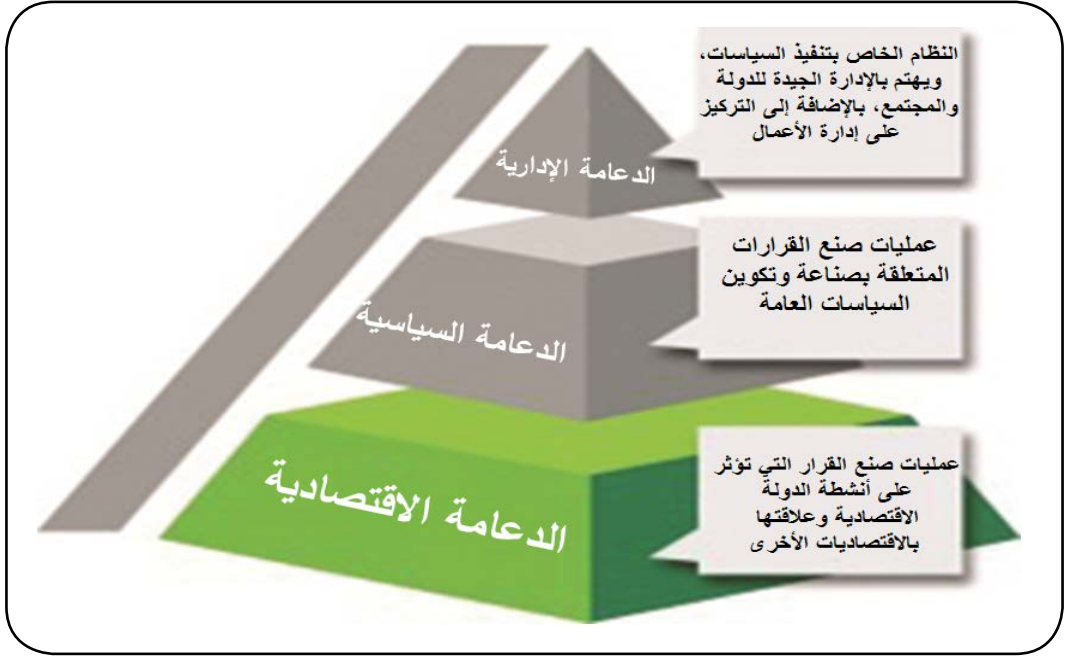 النظام الخاص بتنفيذ السياسات،
ويهتم بالإدارة الجيدة للدولة
والمجتمع، بالإضافة إلى التركيز
على إدارة الأعمال
الدعامة الإدارية
عمليات صنع القرارات
المتعلقة بصناعة وتكوين
السياسات العامة
الدعامة السياسية
عمليات صنع القرار التي تؤثر
على أنشطة الدولة
الاقتصادية وعلاقتها
بالاقتصاديات الأخرى
الدعامة الاقتصادية